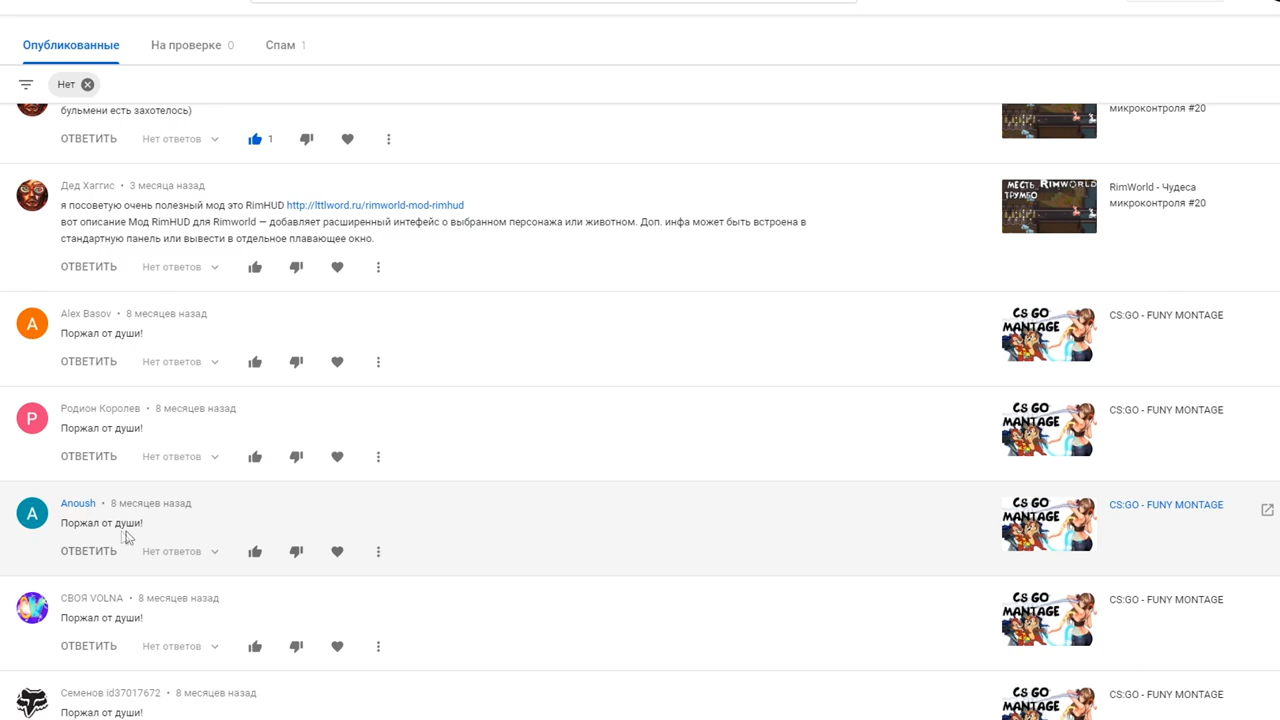 Опубликованные
На проверке 0
Спам 1
Нет
бульмени есть захотелось)
микроконтроля #20
ОТВЕТИТЬ Нет ответов 1
Дед Хаггис • 3 месяца назад
я посоветую очень полезный мод это RimHUD http://lttlword.ru/rimworld-mod-rimhud
вот описание Мод RimHUD для Rimworld — добавляет расширенный интефейс о выбранном персонажа или животном. Доп. инфа может быть встроена в
стандартную панель или вывести в отдельное плавающее окно.
МЕСТЬ RIMWORLD
ТРУМБО
RimWorld - Чудеса
микроконтроля #20
ОТВЕТИТЬ Нет ответов
Alex Basov • 8 месяцев назад
Поржал от души!
CS GO
MANTAGE
CS:GO - FUNY MONTAGE
ОТВЕТИТЬ Нет ответов
Родион Королев • 8 месяцев назад
Поржал от души!
CS GO
MANTAGE
CS:GO - FUNY MONTAGE
ОТВЕТИТЬ Нет ответов
Anoush • 8 месяцев назад
Поржал от души!
CS GO
MANTAGE
CS:GO - FUNY MONTAGE
ОТВЕТИТЬ Нет ответов
СВОЯ VOLNA • 8 месяцев назад
Поржал от души!
CS GO
MANTAGE
CS:GO - FUNY MONTAGE
ОТВЕТИТЬ Нет ответов
Семенов id37017672 • 8 месяцев назад
Поржал от души!
CS GO
MANTAGE
CS:GO - FUNY MONTAGE
A
P
A